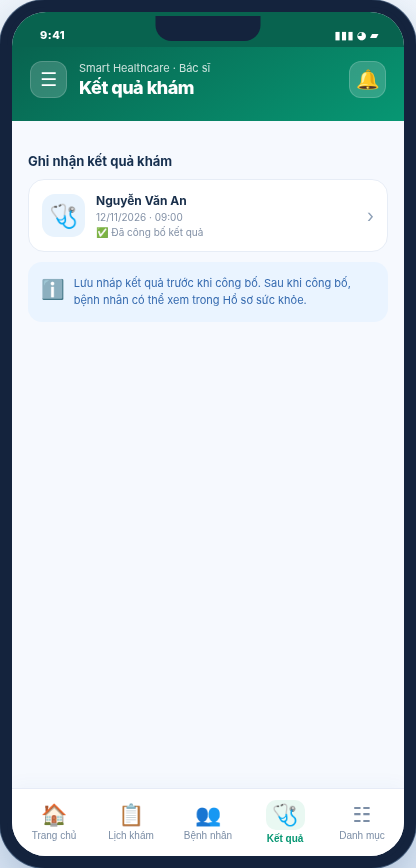 9:41
Smart Healthcare · Bác sĩ
Kết quả khám
Ghi nhận kết quả khám
Nguyễn Văn An
12/11/2026 · 09:00
✅ Đã công bố kết quả
Lưu nháp kết quả trước khi công bố. Sau khi công bố,
bệnh nhân có thể xem trong Hồ sơ sức khỏe.
Trang chủ
Lịch khám
Bệnh nhân
Kết quả
Danh mục